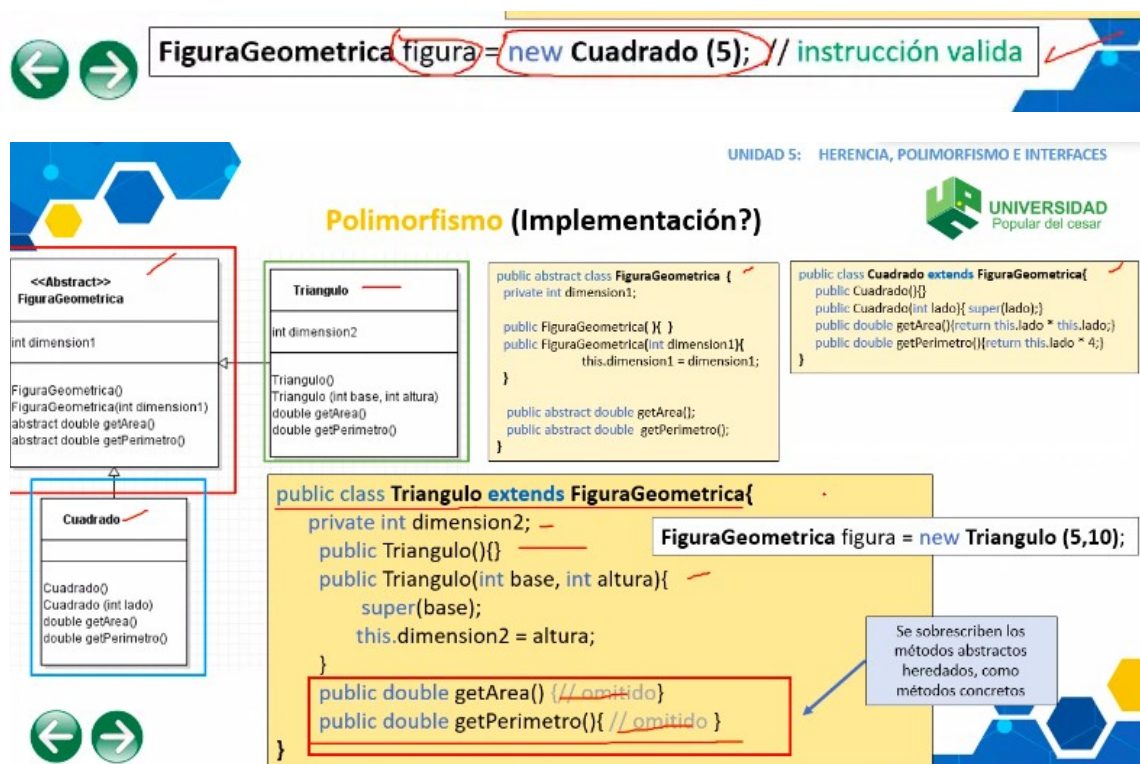 FiguraGeometrica figura = new Cuadrado (5); // instrucción valida
UNIDAD 5: HERENCIA, POLIMORFISMO E INTERFACES
UNIVERSIDAD
Popular del cesar
Polimorfismo (Implementación?)
<<Abstract>>
FiguraGeometrica
int dimension1
FiguraGeometrica()
FiguraGeometrica(int dimension1)
abstract double getArea()
abstract double getPerimetro()
Triangulo
int dimension2
Triangulo()
Triangulo (int base, int altura)
double getArea()
double getPerimetro()
public abstract class FiguraGeometrica {
private int dimension1;
public FiguraGeometrica( ){ }
public FiguraGeometrica(int dimension1){
this.dimension1 = dimension1;
}
public abstract double getArea();
public abstract double getPerimetro();
}
public class Cuadrado extends FiguraGeometrica{
public Cuadrado(){}
public Cuadrado(int lado){ super(lado);}
public double getArea(){return this.lado * this.lado;}
public double getPerimetro(){return this.lado * 4;}
}
Cuadrado
Cuadrado()
Cuadrado (int lado)
double getArea()
double getPerimetro()
public class Triangulo extends FiguraGeometrica{
private int dimension2;
public Triangulo(){}
public Triangulo(int base, int altura){
super(base);
this.dimension2 = altura;
}
public double getArea() {// omitido}
public double getPerimetro(){ // omitido }
}
FiguraGeometrica figura = new Triangulo (5,10);
Se sobrescriben los
métodos abstractos
heredados, como
métodos concretos